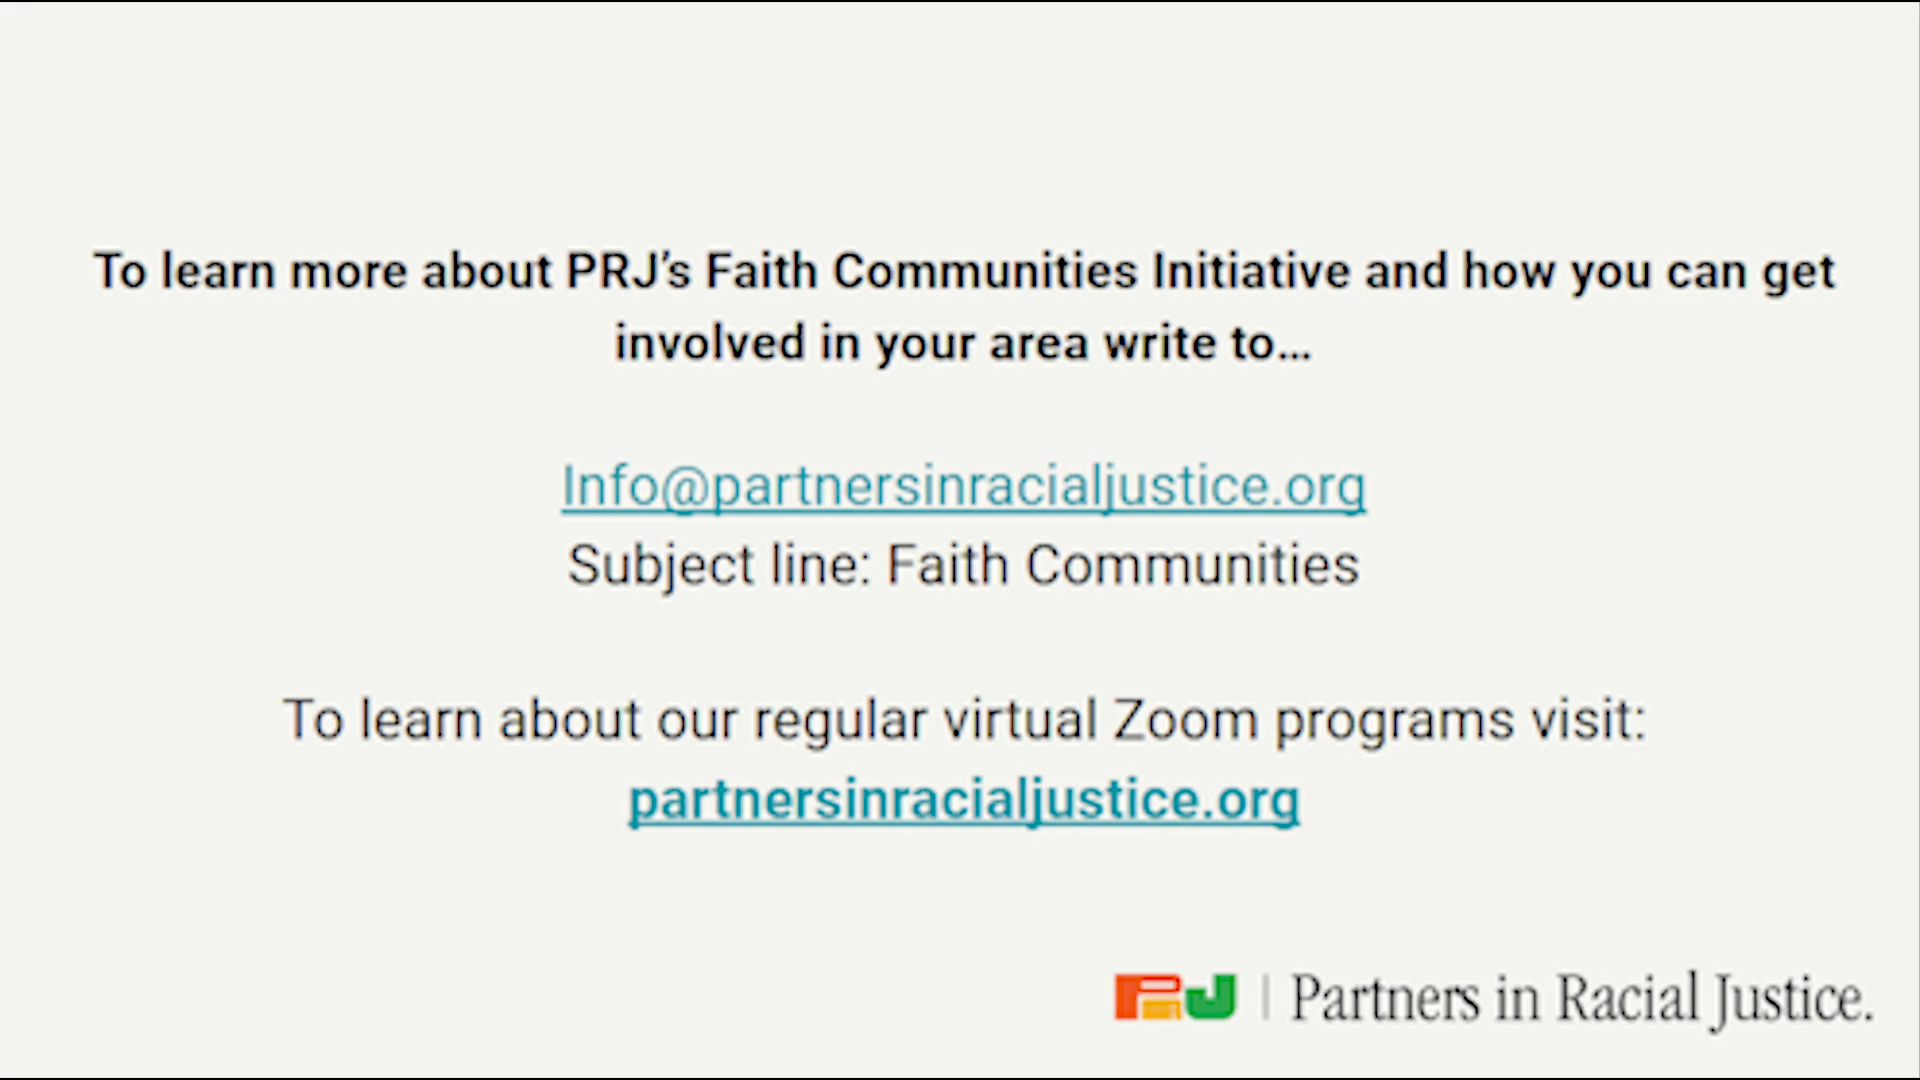 To learn more about PRJ’s Faith Communities Initiative and how you can get
involved in your area write to…
Info@partnersinracialjustice.org
Subject line: Faith Communities
To learn about our regular virtual Zoom programs visit:
partnersinracialjustice.org
PRJ | Partners in Racial Justice.